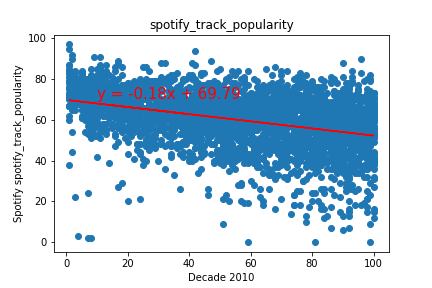 spotify_track_popularity
100
80
60
40
20
0
y = -0.18x + 69.79
Spotify spotify_track_popularity
0 20 40 60 80 100
Decade 2010